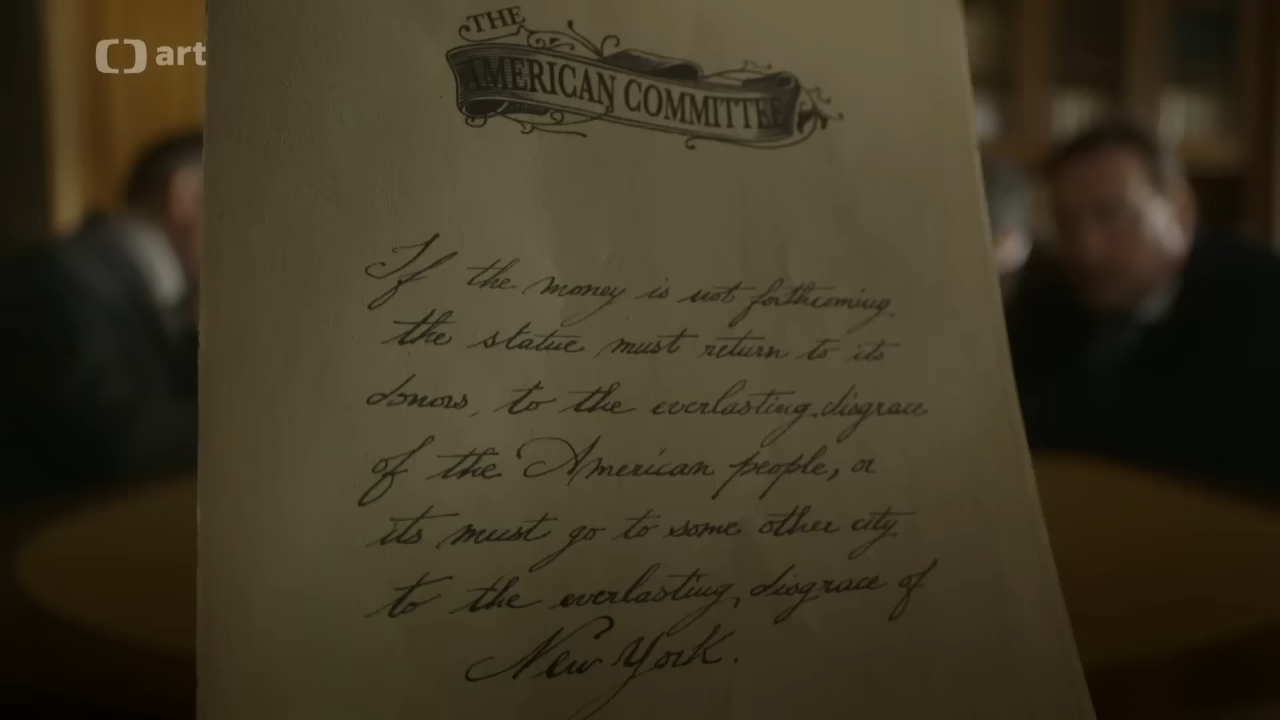 art
THE
AMERICAN COMMITTEE
If the money is not forthcoming
the statue must return to its
donors, to the everlasting disgrace
of the American people, or
its must go to some other city
to the everlasting, disgrace of
New York.